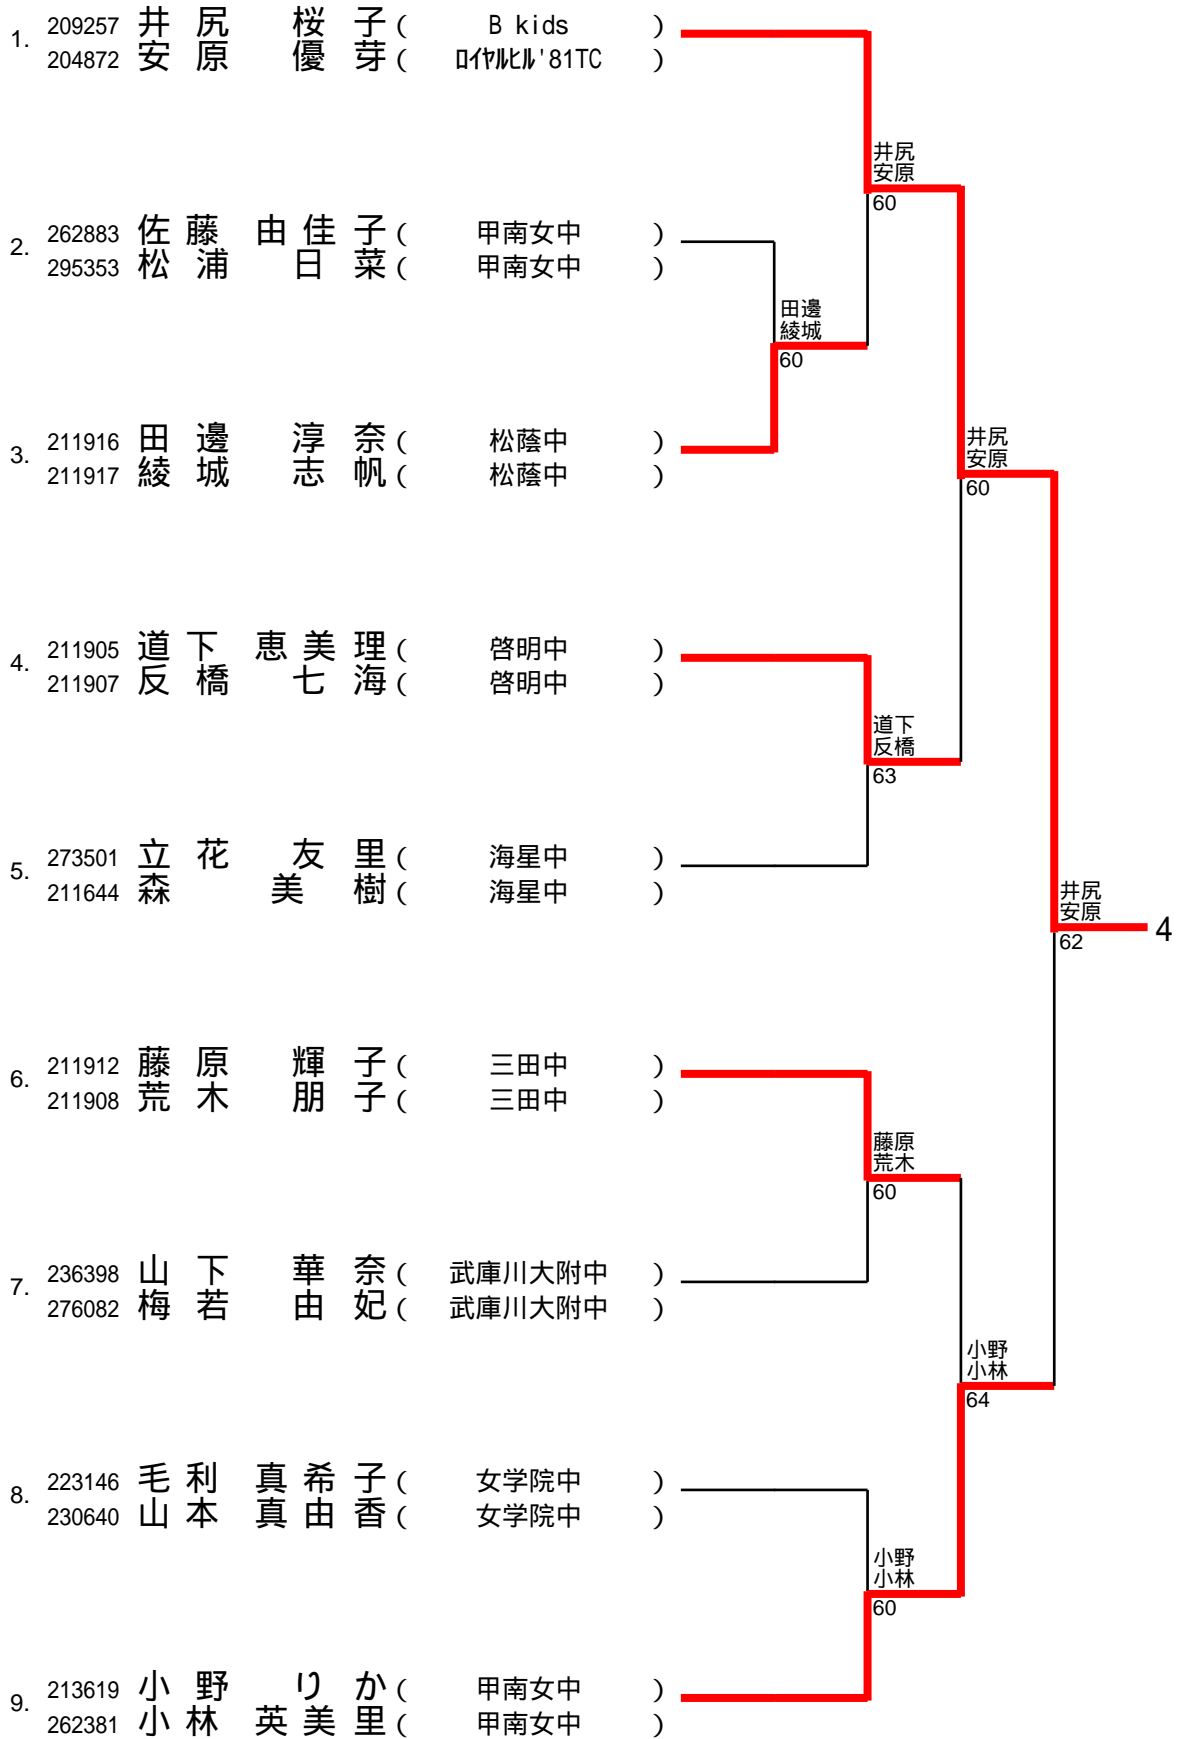 1. 209257 井尻 桜子 ( B kids )
204872 安原 優芽 ( ﾛｲﾔﾙﾋﾙ'81TC )
井尻
安原
60
2. 262883 佐藤 由佳子 ( 甲南女中 )
295353 松浦 日菜 ( 甲南女中 )
田邊
綾城
60
3. 211916 田邊 淳奈 ( 松蔭中 )
211917 綾城 志帆 ( 松蔭中 )
井尻
安原
60
4. 211905 道下 恵美理 ( 啓明中 )
211907 反橋 七海 ( 啓明中 )
道下
反橋
63
5. 273501 立花 友里 ( 海星中 )
211644 森 美樹 ( 海星中 )
井尻
安原
62
4
6. 211912 藤原 輝子 ( 三田中 )
211908 荒木 朋子 ( 三田中 )
藤原
荒木
60
7. 236398 山下 華奈 ( 武庫川大附中 )
276082 梅若 由妃 ( 武庫川大附中 )
小野
小林
64
8. 223146 毛利 真希子 ( 女学院中 )
230640 山本 真由香 ( 女学院中 )
小野
小林
60
9. 213619 小野 りか ( 甲南女中 )
262381 小林 英美里 ( 甲南女中 )